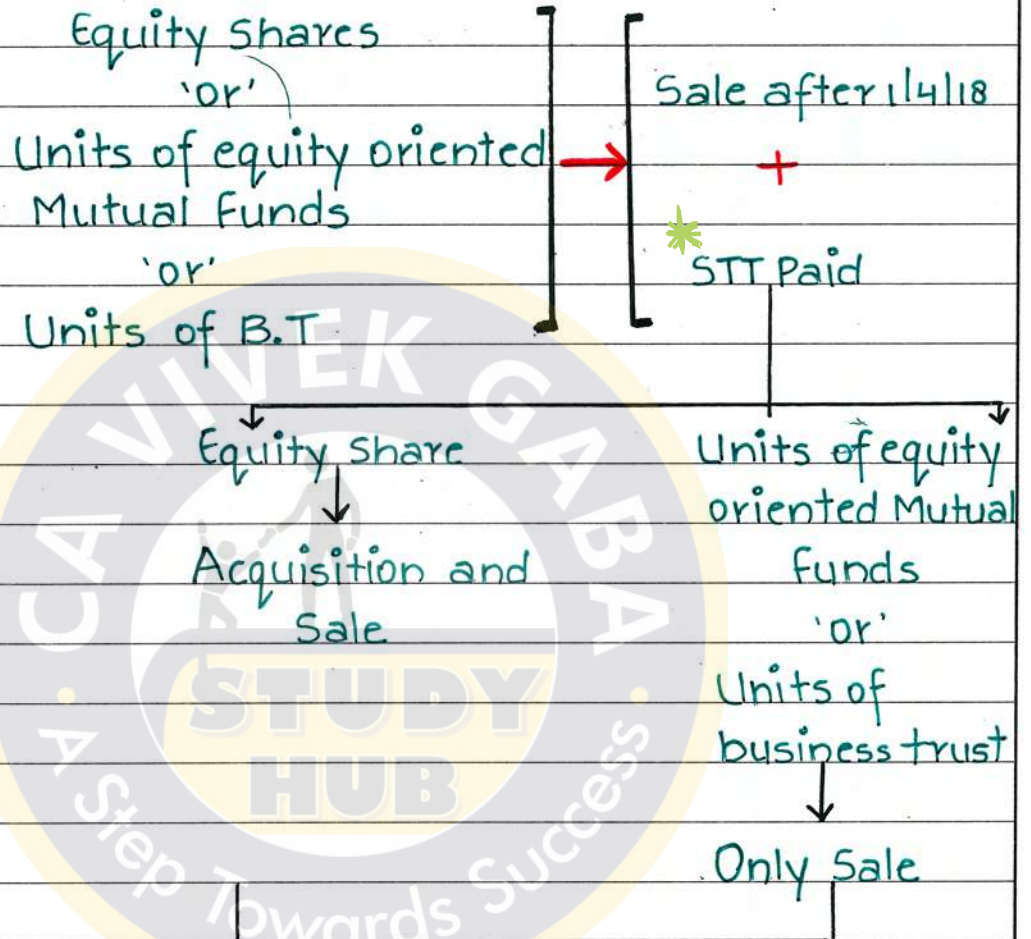 Equity Shares
'or'
Units of equity oriented
Mutual Funds
'or'
Units of B.T
Sale after 1/4/18
+
STT Paid
Equity Share
Acquisition and
Sale
Units of equity
oriented Mutual
Funds
'or'
Units of
business trust
Only Sale
CA VIVEK GABA
STUDY
HUB
A Step Towards Success